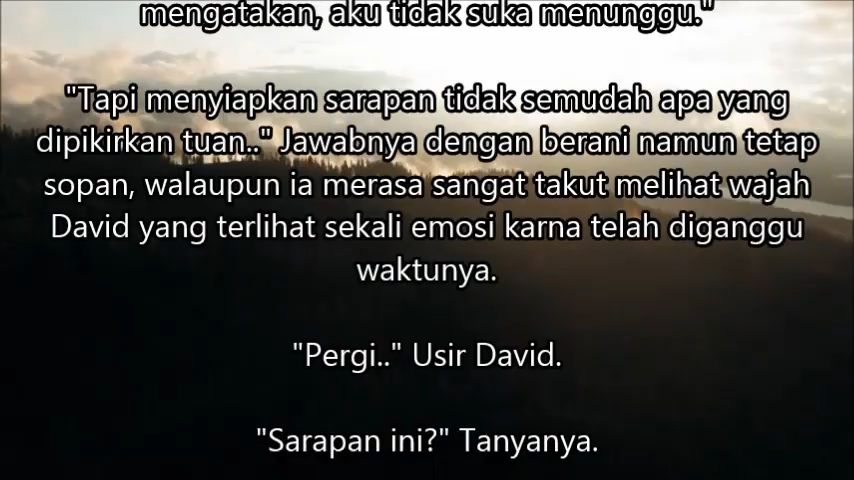 mengatakan, aku tidak suka menunggu."
"Tapi menyiapkan sarapan tidak semudah apa yang
dipikirkan tuan.." Jawabnya dengan berani namun tetap
sopan, walaupun ia merasa sangat takut melihat wajah
David yang terlihat sekali emosi karna telah diganggu
waktunya.
"Pergi.." Usir David.
"Sarapan ini?" Tanyanya.